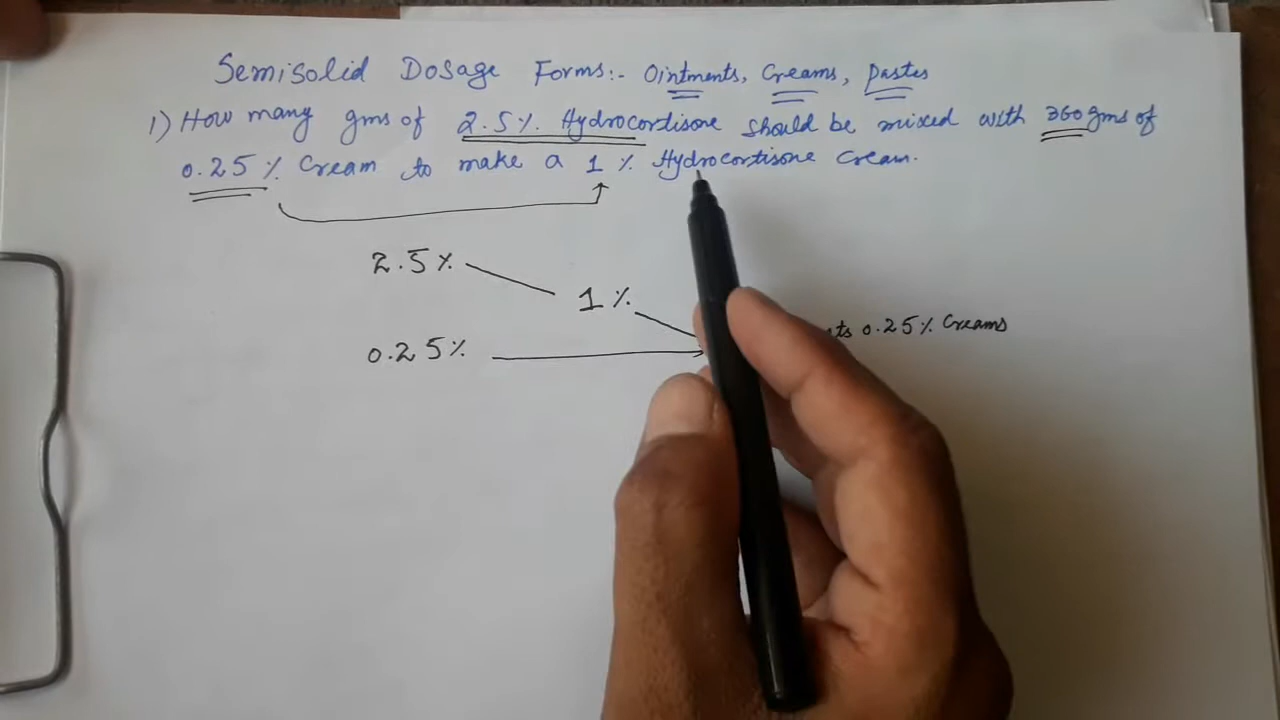 Semisolid Dosage Forms:- Ointments, Creams, Pastes
1) How many gms of 2.5% Hydrocortisone should be mixed with 360 gms of
0.25% Cream to make a 1% Hydrocortisone Cream.
2.5%
1%
0.25% Creams
0.25%